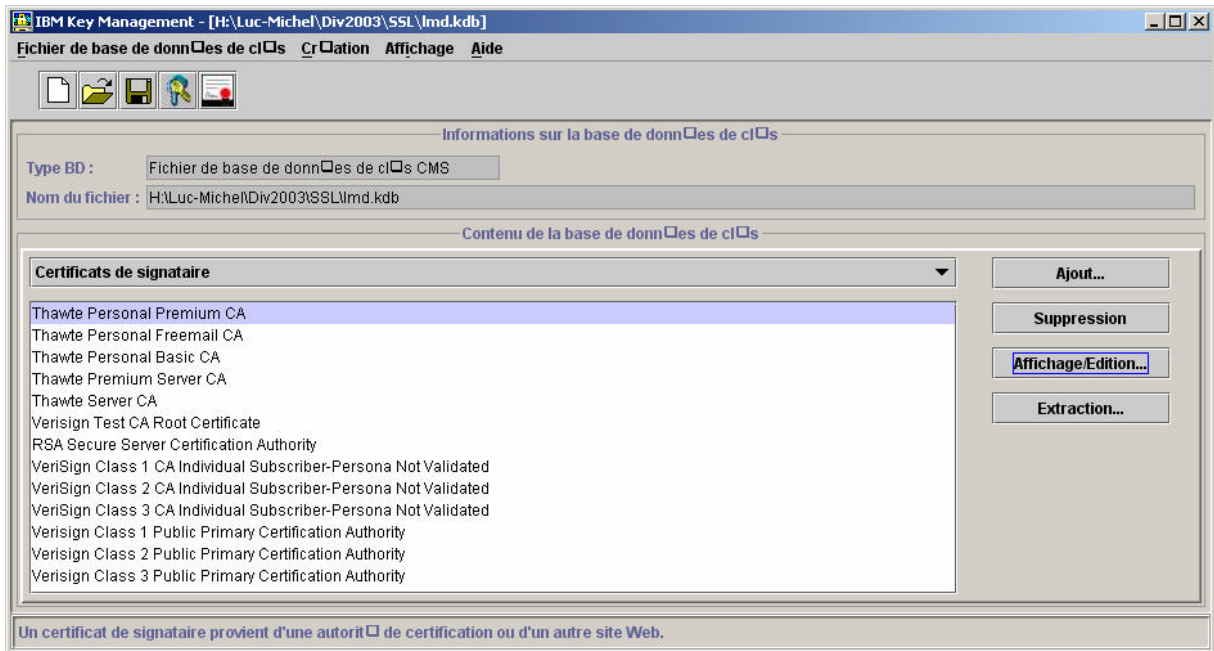 IBM Key Management - [H:\Luc-Michel\Div2003\SSL\lmd.kdb]
Fichier de base de donn□es de cl□s Cr□ation Affichage Aide
Informations sur la base de donn□es de cl□s
Type BD : Fichier de base de donn□es de cl□s CMS
Nom du fichier : H:\Luc-Michel\Div2003\SSL\lmd.kdb
Contenu de la base de donn□es de cl□s
Certificats de signataire
Ajout...
Thawte Personal Premium CA
Suppression
Thawte Personal Freemail CA
Thawte Personal Basic CA
Affichage/Edition...
Thawte Premium Server CA
Thawte Server CA
Extraction...
Verisign Test CA Root Certificate
RSA Secure Server Certification Authority
VeriSign Class 1 CA Individual Subscriber-Persona Not Validated
VeriSign Class 2 CA Individual Subscriber-Persona Not Validated
VeriSign Class 3 CA Individual Subscriber-Persona Not Validated
Verisign Class 1 Public Primary Certification Authority
Verisign Class 2 Public Primary Certification Authority
Verisign Class 3 Public Primary Certification Authority
Un certificat de signataire provient d'une autorit□ de certification ou d'un autre site Web.